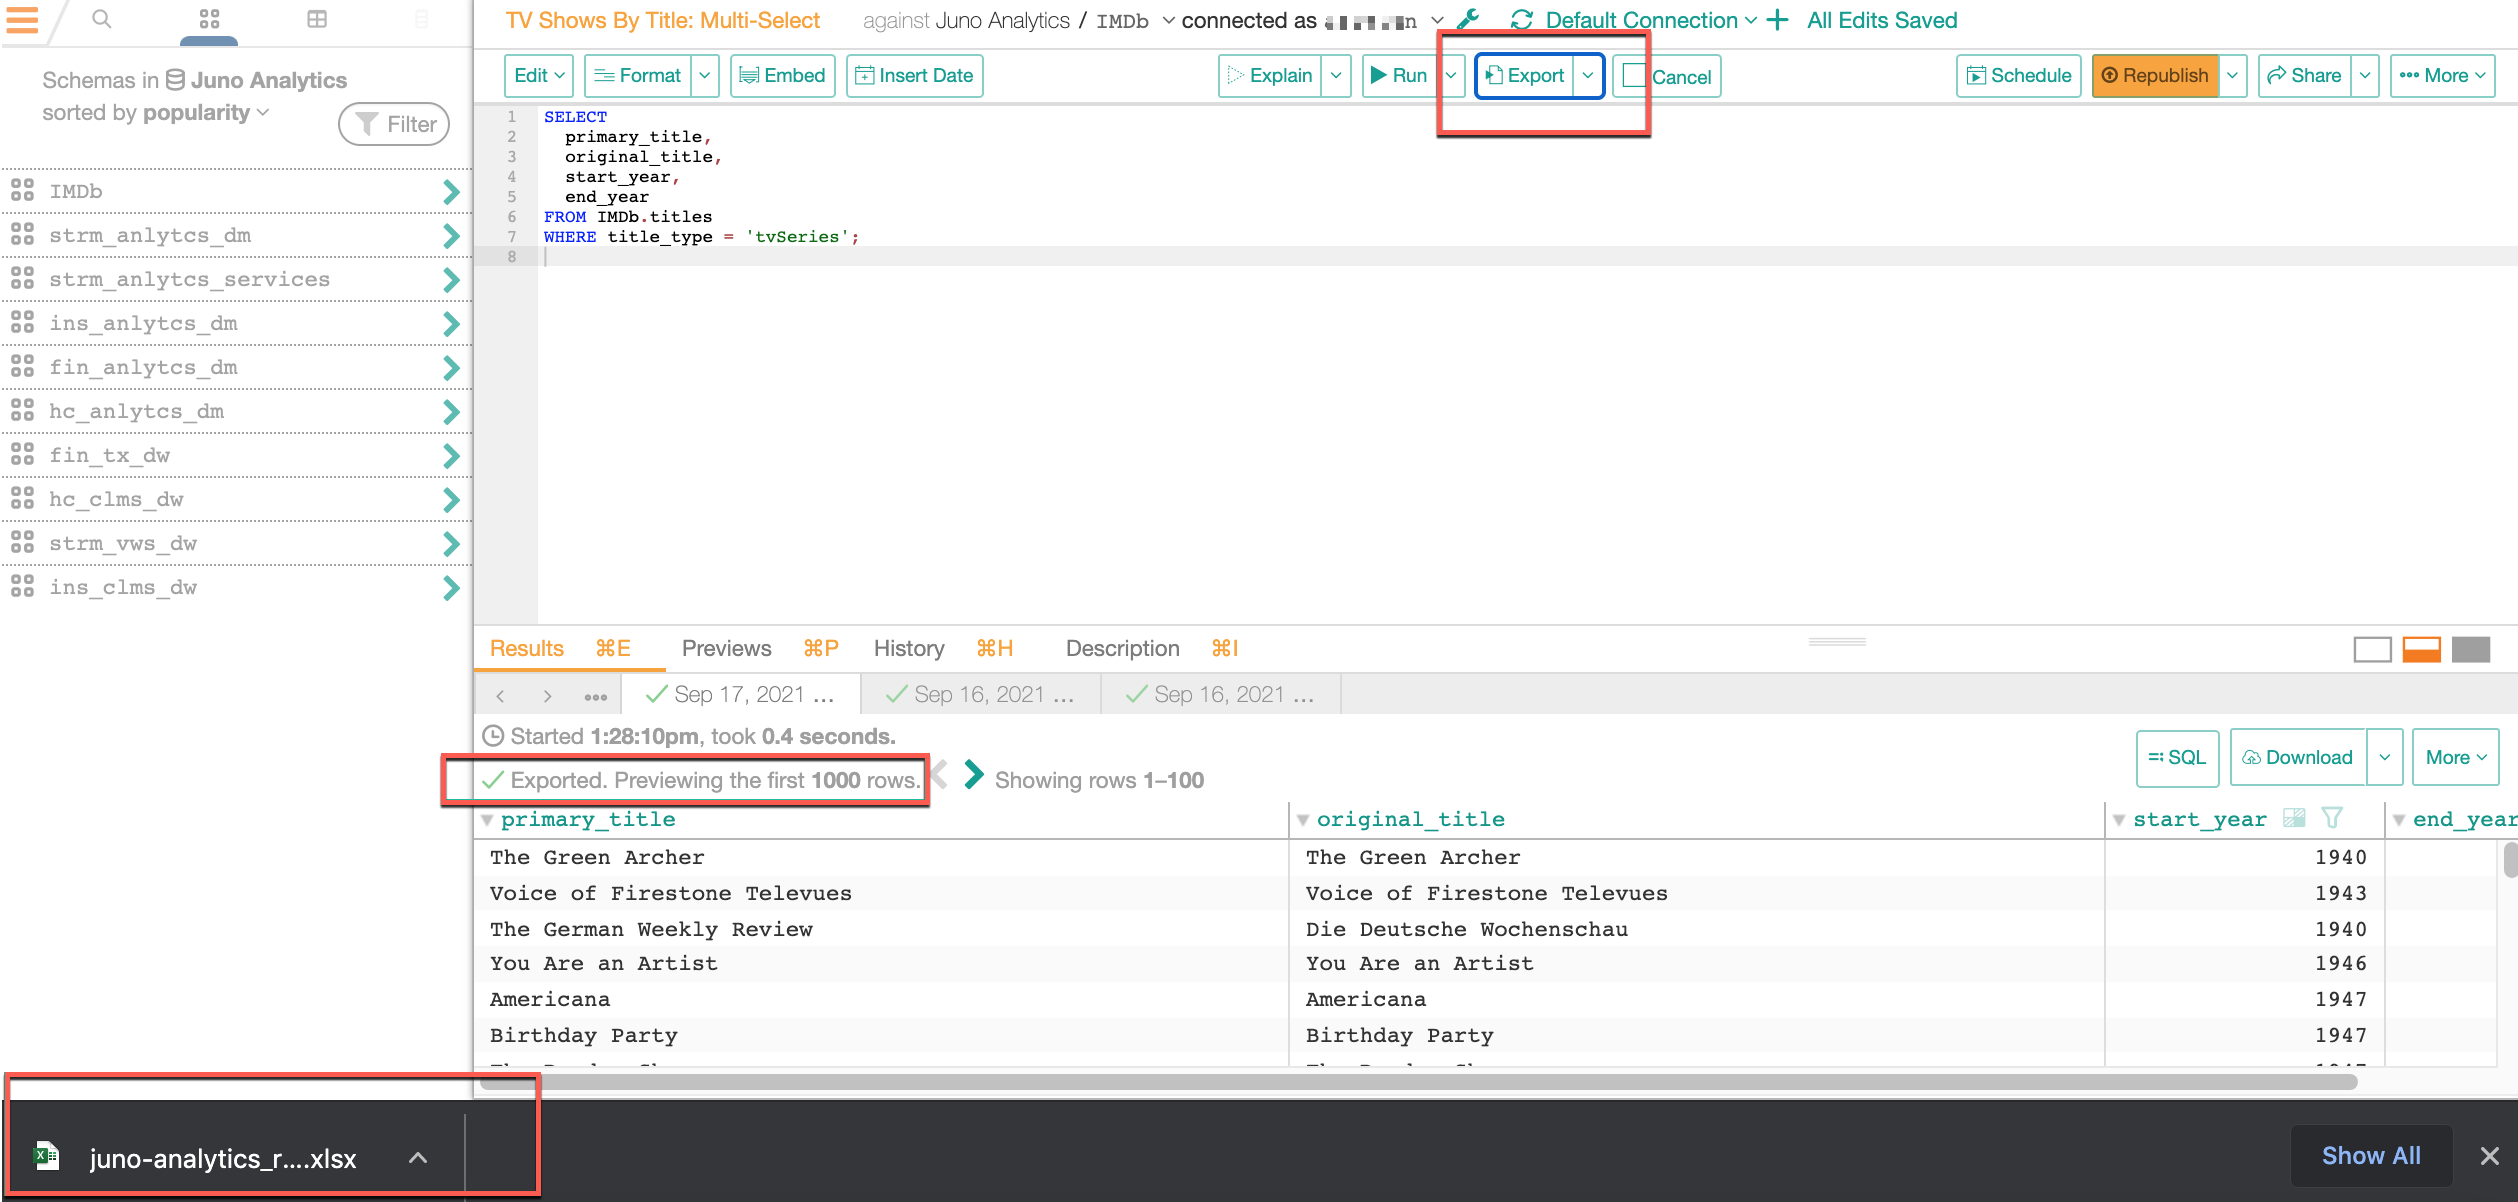 TV Shows By Title: Multi-Select against Juno Analytics / IMDb connected as Default Connection All Edits Saved
Edit Format Embed Insert Date Explain Run Export Cancel Schedule Republish Share More
Schemas in Juno Analytics
sorted by popularity
Filter
IMDb
strm_anlytcs_dm
strm_anlytcs_services
ins_anlytcs_dm
fin_anlytcs_dm
hc_anlytcs_dm
fin_tx_dw
hc_clms_dw
strm_vws_dw
ins_clms_dw
1 SELECT
2 primary_title,
3 original_title,
4 start_year,
5 end_year
6 FROM IMDb.titles
7 WHERE title_type = 'tvSeries';
8
Results ⌘E Previews ⌘P History ⌘H Description ⌘I
Sep 17, 2021 ... Sep 16, 2021 ... Sep 16, 2021 ...
Started 1:28:10pm, took 0.4 seconds.
Exported. Previewing the first 1000 rows. Showing rows 1–100
SQL Download More
primary_title original_title start_year end_year
The Green Archer The Green Archer 1940
Voice of Firestone Televues Voice of Firestone Televues 1943
The German Weekly Review Die Deutsche Wochenschau 1940
You Are an Artist You Are an Artist 1946
Americana Americana 1947
Birthday Party Birthday Party 1947
juno-analytics_r....xlsx Show All